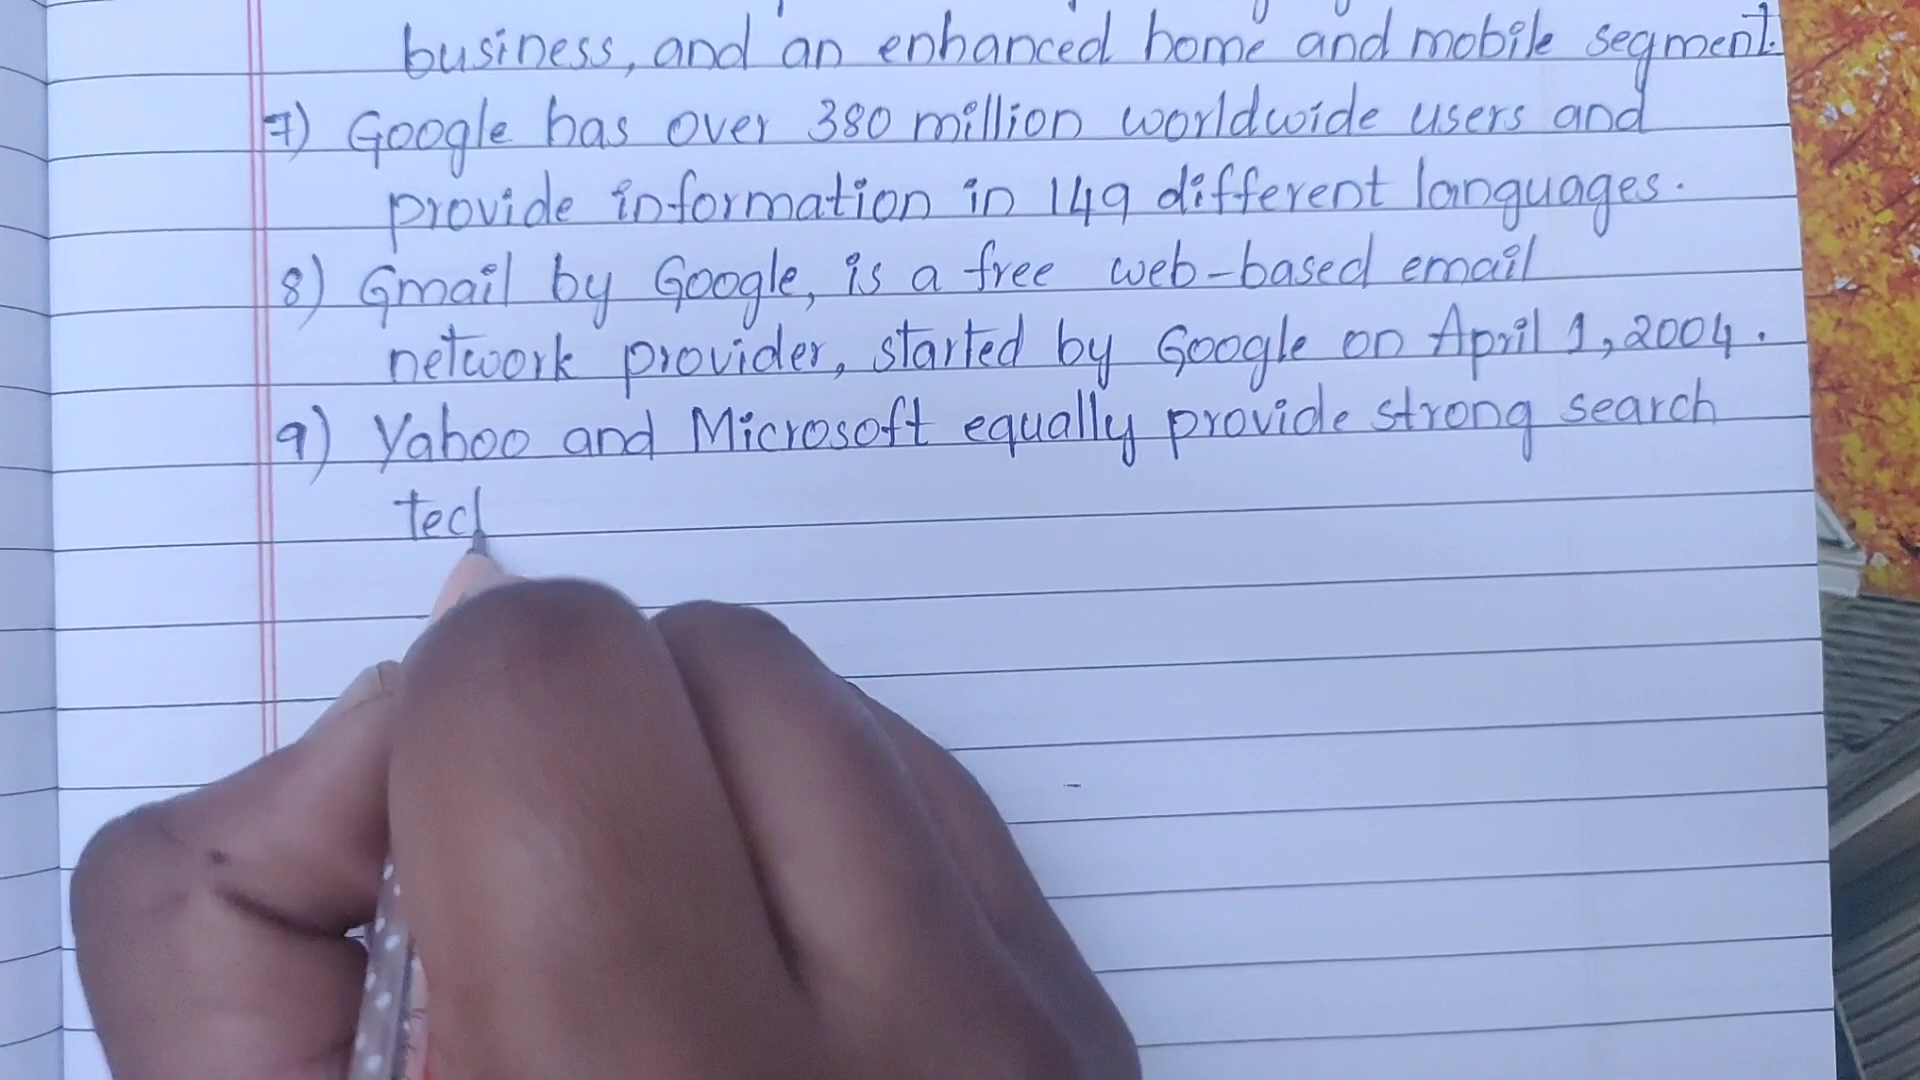 business, and an enhanced home and mobile segment.
7) Google has over 380 million worldwide users and
provide information in 149 different languages.
8) Gmail by Google, is a free web-based email
network provider, started by Google on April 1, 2004.
9) Yahoo and Microsoft equally provide strong search